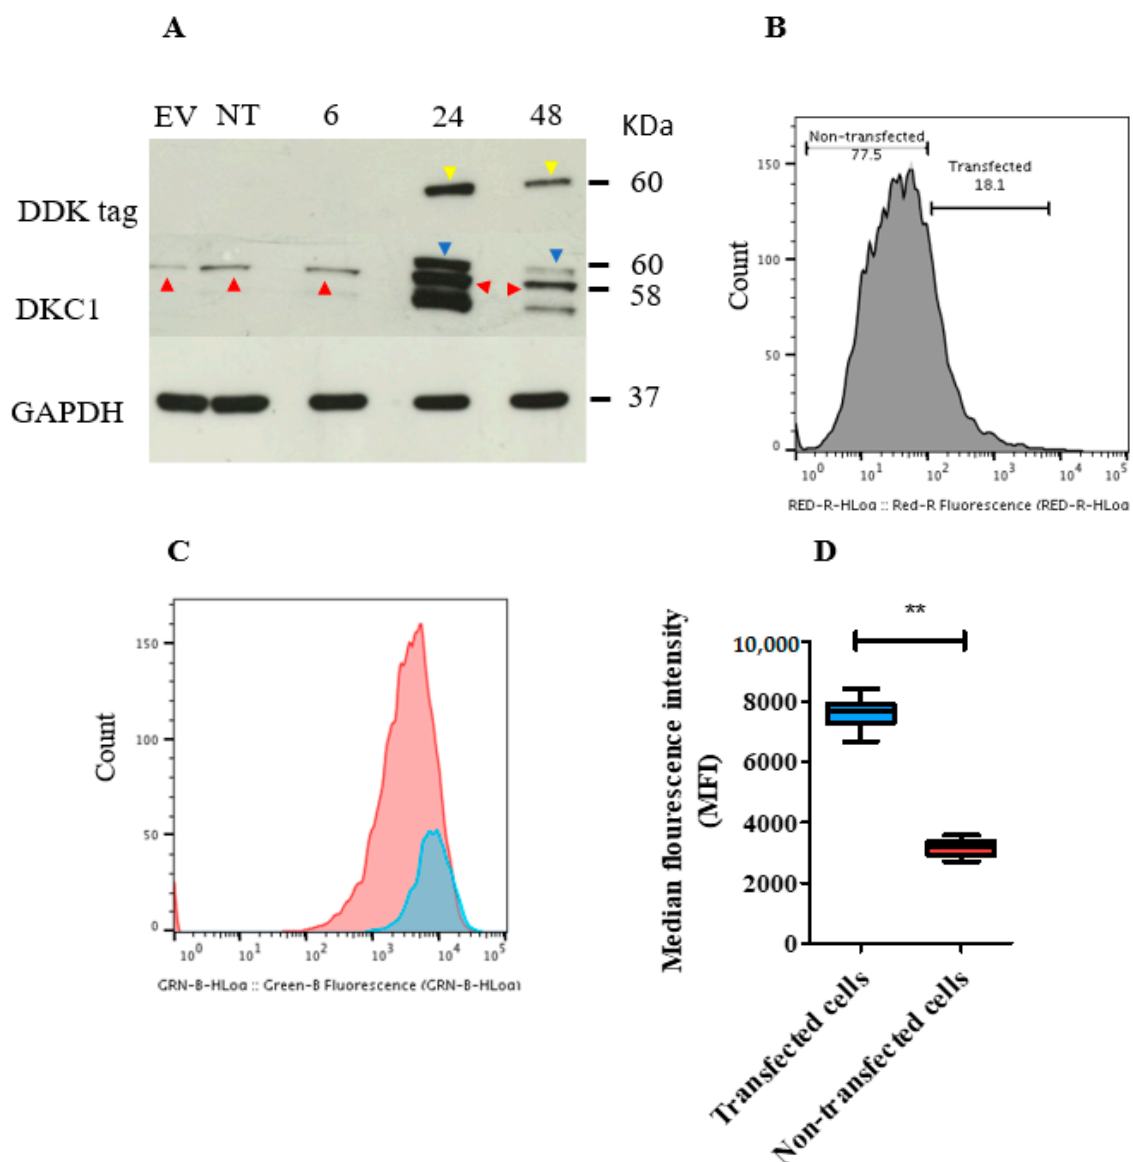 A
EV NT 6 24 48 KDa
DDK tag
60
DKC1
60
58
GAPDH
37
B
Non-transfected
77.5
Transfected
18.1
150
100
50
0
Count
10^0 10^1 10^2 10^3 10^4 10^5
RED-R-HLog :: Red-R Fluorescence (RED-R-HLog
C
150
100
50
0
Count
10^0 10^1 10^2 10^3 10^4 10^5
GRN-B-HLog :: Green-B Fluorescence (GRN-B-HLog)
D
**
Median flourescence intensity
(MFI)
10,000
8000
6000
4000
2000
0
Transfected cells
Non-transfected cells